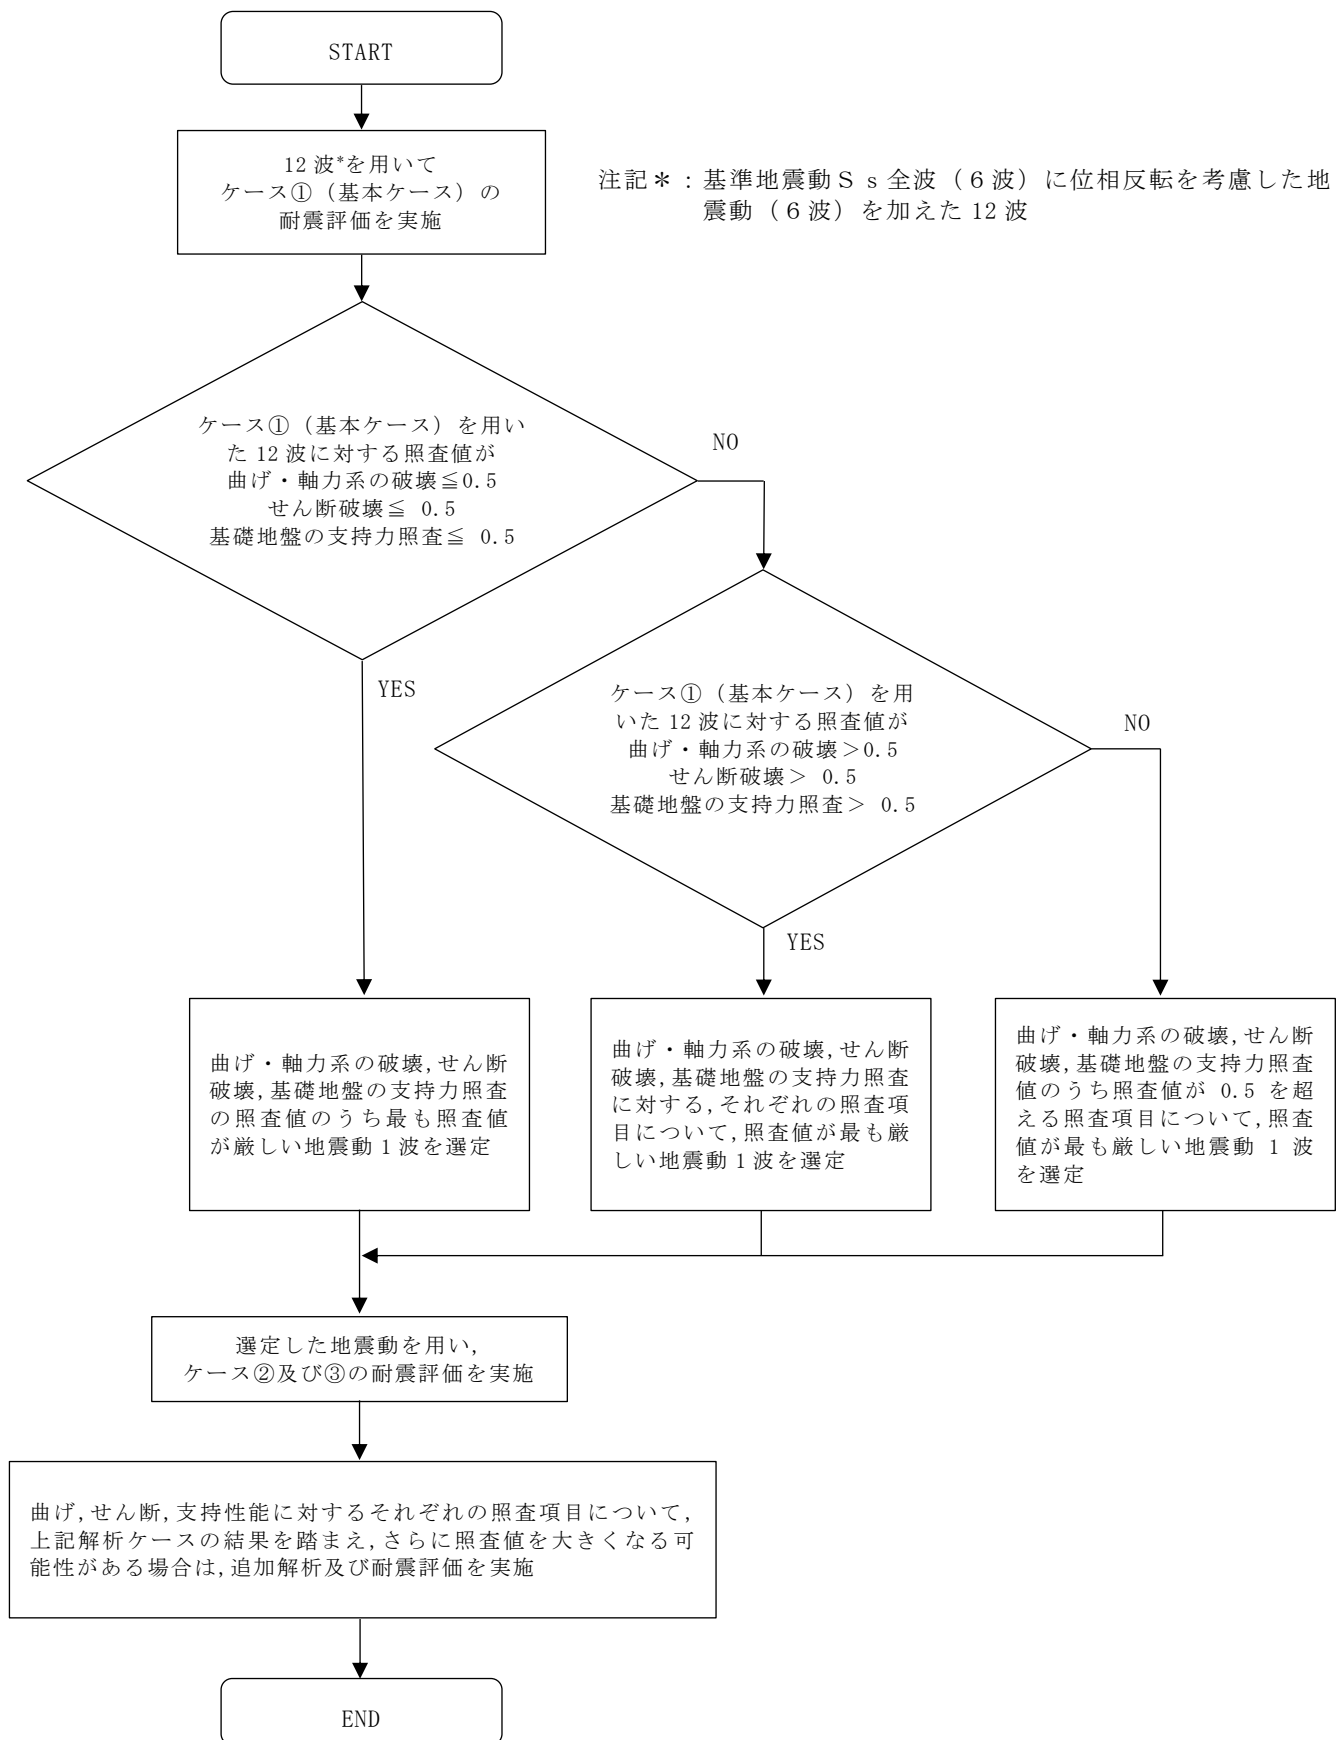 START
12 波*を用いて
ケース①（基本ケース）の
耐震評価を実施
注記＊：基準地震動Ｓｓ全波（６波）に位相反転を考慮した地
震動（６波）を加えた 12 波
ケース①（基本ケース）を用い
た 12 波に対する照査値が
曲げ・軸力系の破壊≦0.5
せん断破壊≦ 0.5
基礎地盤の支持力照査≦ 0.5
NO
YES
ケース①（基本ケース）を用
いた 12 波に対する照査値が
曲げ・軸力系の破壊＞0.5
せん断破壊＞ 0.5
基礎地盤の支持力照査＞ 0.5
NO
YES
曲げ・軸力系の破壊,せん断
破壊,基礎地盤の支持力照査
の照査値のうち最も照査値
が厳しい地震動 1 波を選定
曲げ・軸力系の破壊,せん断
破壊,基礎地盤の支持力照査
に対する,それぞれの照査項
目について,照査値が最も厳
しい地震動 1 波を選定
曲げ・軸力系の破壊,せん断
破壊,基礎地盤の支持力照査
値のうち照査値が 0.5 を超
える照査項目について,照査
値が最も厳しい地震動 1 波
を選定
選定した地震動を用い,
ケース②及び③の耐震評価を実施
曲げ,せん断,支持性能に対するそれぞれの照査項目について,
上記解析ケースの結果を踏まえ,さらに照査値を大きくなる可
能性がある場合は,追加解析及び耐震評価を実施
END